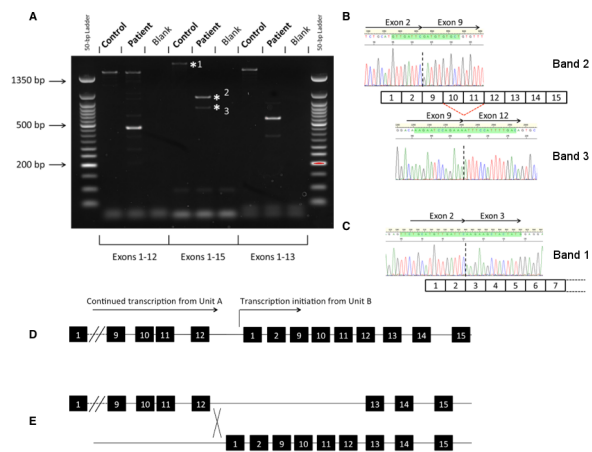 A
50-bp Ladder
Control
Patient
Blank
Control
Patient
Blank
Control
Patient
Blank
50-bp Ladder
1350 bp
500 bp
200 bp
*1
* 2
* 3
Exons 1-12 Exons 1-15 Exons 1-13
B
Exon 2 Exon 9
Band 2
1 2 9 10 11 12 13 14 15
Exon 9 Exon 12
Band 3
C
Exon 2 Exon 3
Band 1
1 2 3 4 5 6 7
Continued transcription from Unit A Transcription initiation from Unit B
D
1 9 10 11 12 1 2 9 10 11 12 13 14 15
E
1 9 10 11 12 13 14 15
1 2 9 10 11 12 13 14 15